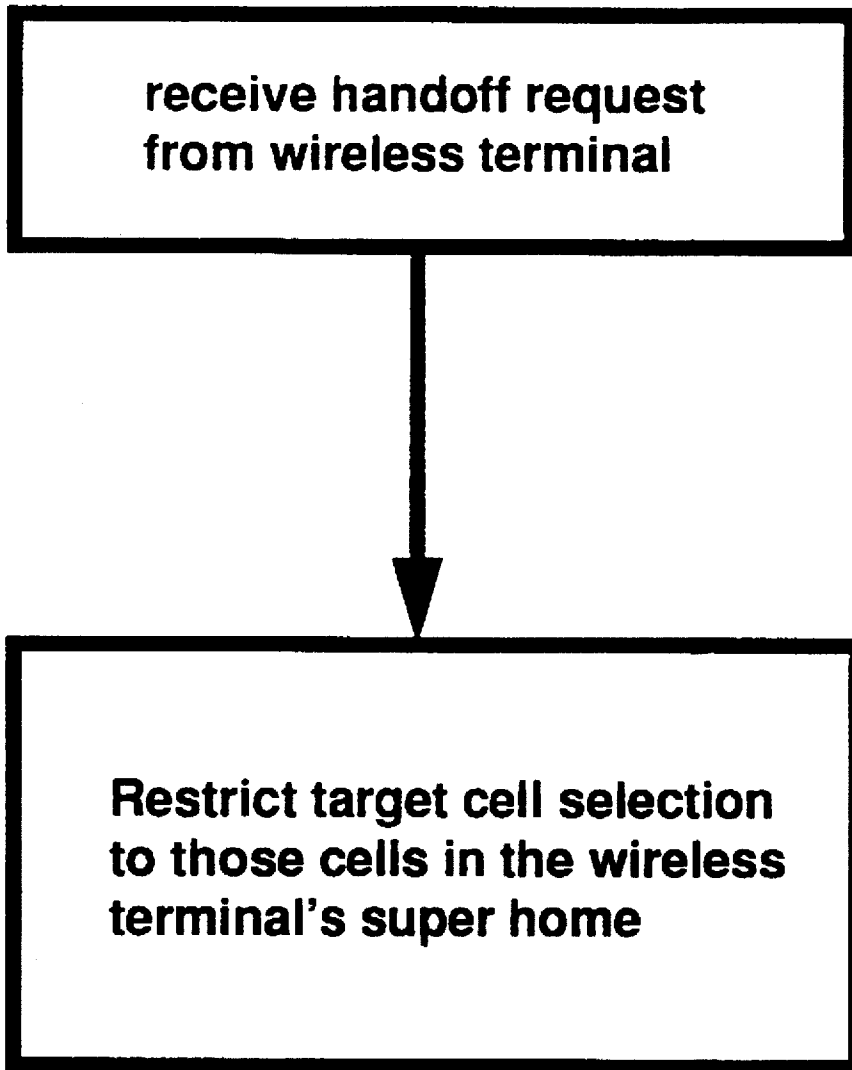 receive handoff request
from wireless terminal
Restrict target cell selection
to those cells in the wireless
terminal's super home